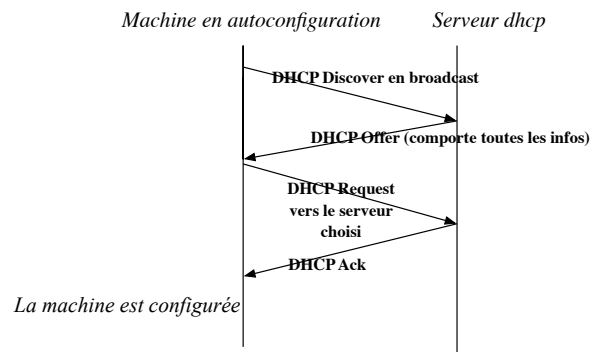 Machine en autoconfiguration Serveur dhcp
DHCP Discover en broadcast
DHCP Offer (comporte toutes les infos)
DHCP Request
vers le serveur
choisi
DHCP Ack
La machine est configurée